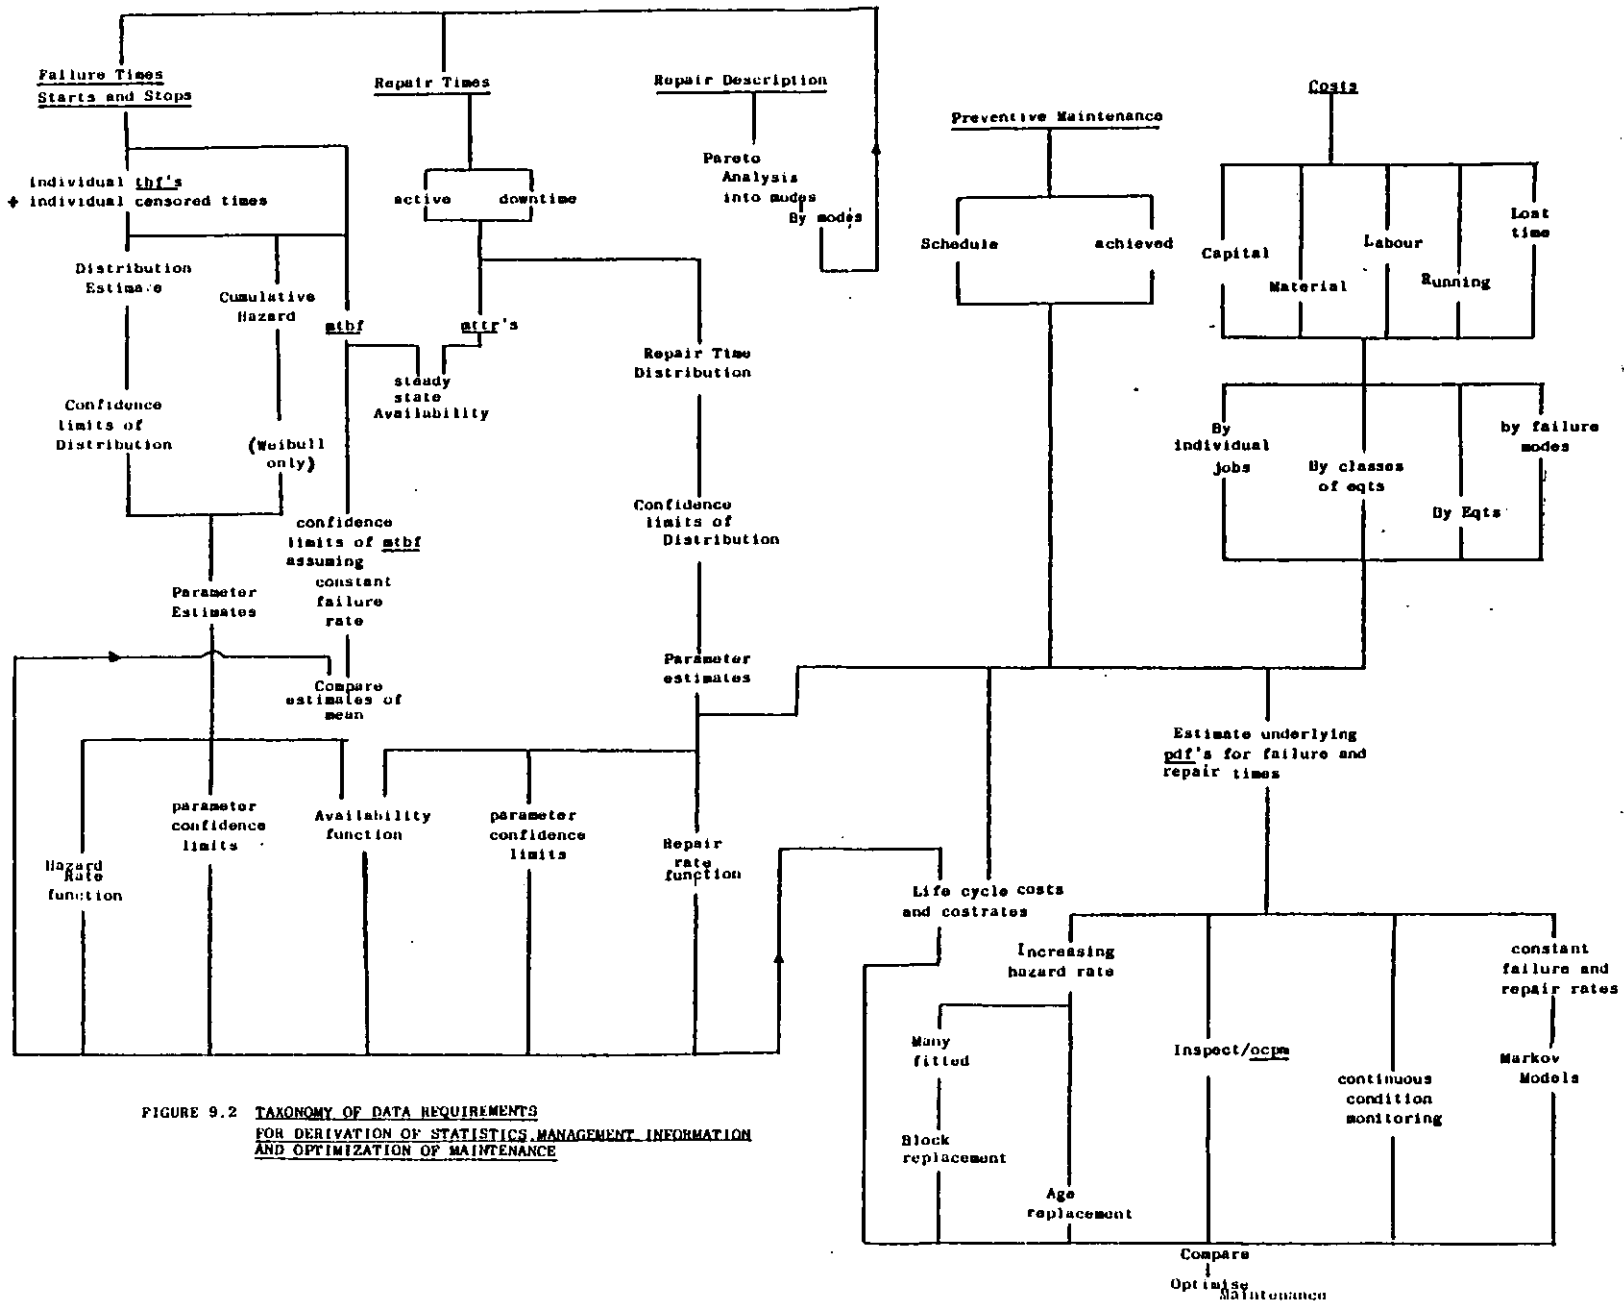 Failure Times
Starts and Stops
individual tbf's
+ individual censored times
Distribution
Estimate
Cumulative
Hazard
Confidence
limits of
Distribution
(Weibull
only)
Parameter
Estimates
mtbf
confidence
limits of mtbf
assuming
constant
failure
rate
Compare
estimates of
mean
Hazard
Rate
function
parameter
confidence
limits
Availability
function
Repair Times
active
downtime
mttr's
steady
state
Availability
Repair Time
Distribution
Confidence
limits of
Distribution
Parameter
estimates
parameter
confidence
limits
Repair
rate
function
Repair Description
Pareto
Analysis
into modes
By modes
Preventive Maintenance
Schedule
achieved
Costs
Capital
Material
Labour
Running
Lost
time
By
individual
jobs
By classes
of eqts
By Eqts
by failure
modes
Estimate underlying
pdf's for failure and
repair times
Life cycle costs
and costrates
Increasing
hazard rate
Many
fitted
Block
replacement
Age
replacement
Inspect/ocpm
continuous
condition
monitoring
constant
failure and
repair rates
Markov
Models
Compare
Optimise
Maintenance
FIGURE 9.2 TAXONOMY OF DATA REQUIREMENTS
FOR DERIVATION OF STATISTICS,MANAGEMENT INFORMATION
AND OPTIMIZATION OF MAINTENANCE